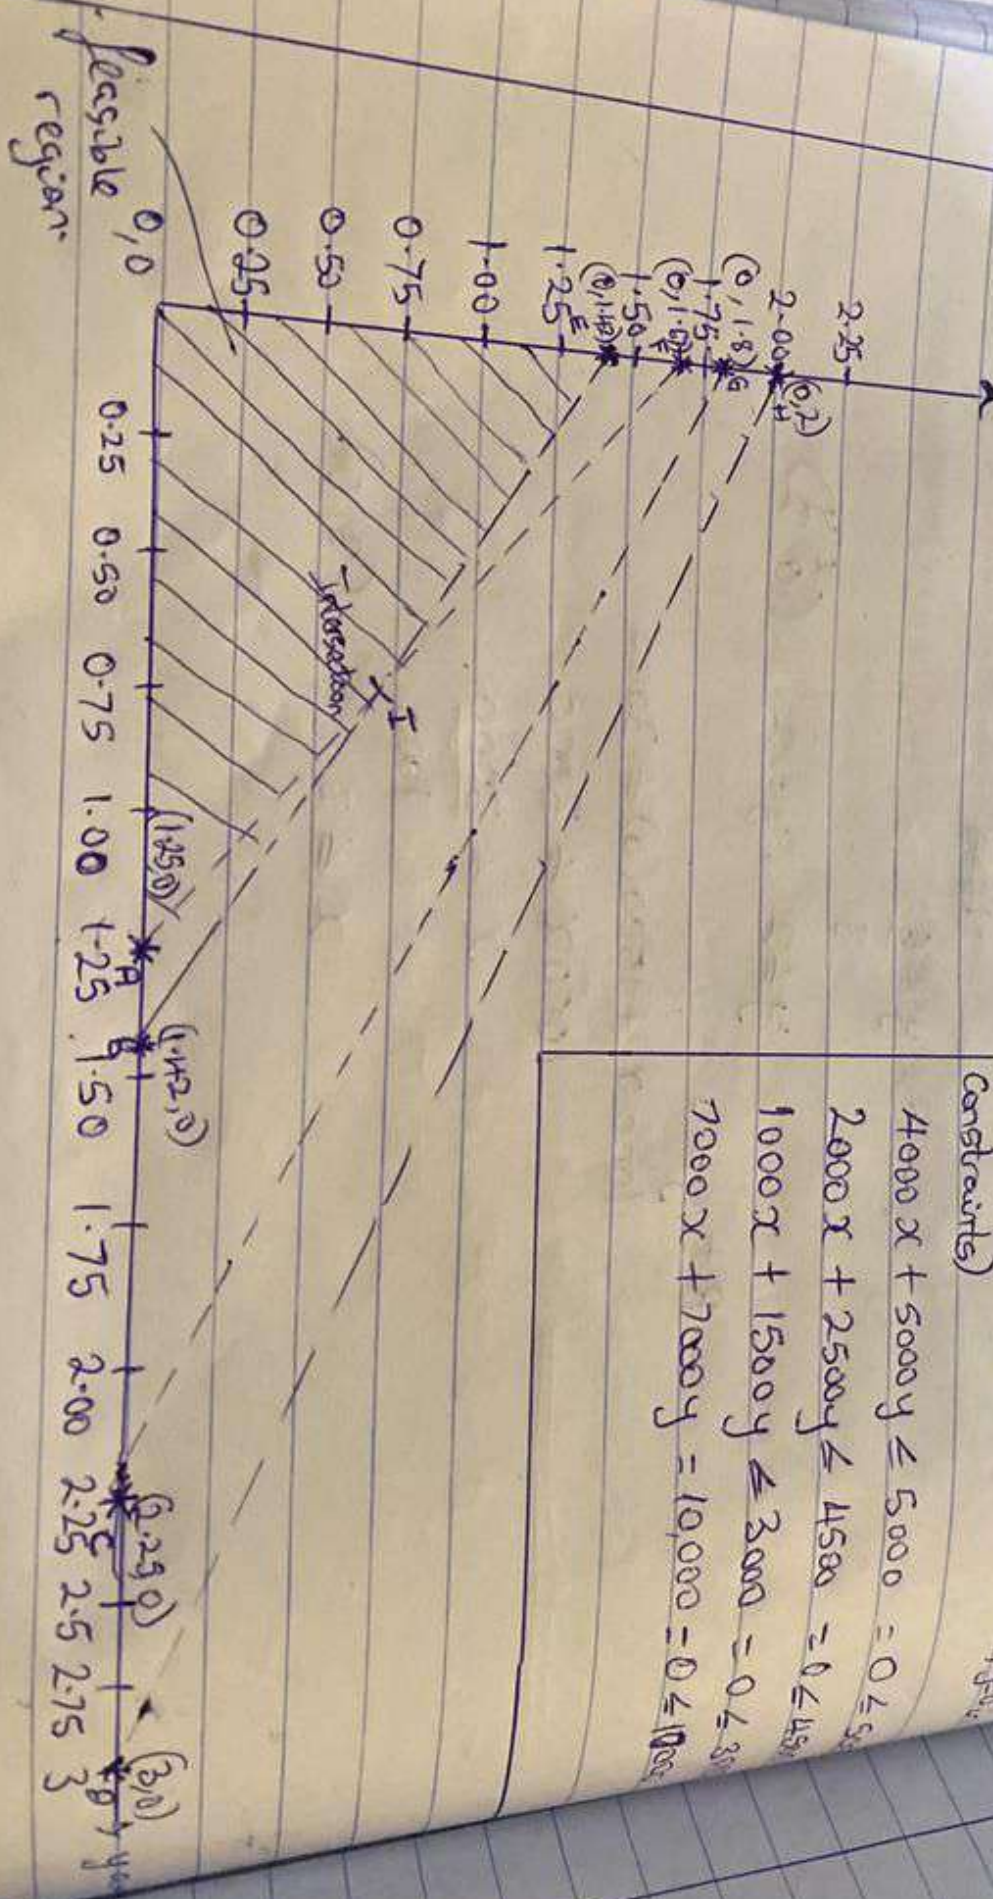 Constraints)
4000x + 5000y ≤ 5000 = 0 ≤
2000x + 2500y ≤ 4500 = 0 ≤ 450
1000x + 1500y ≤ 3000 = 0 ≤ 3
7000x + 7000y = 10,000 = 0 ≤
2.25
2.00 (0,2)
H
(0,1.8)
G
1.75
F
1.50
(0,1.42)
E
1.25
1.00
0.75
0.50
0.25
0,0
I
Intersection
feasible
region.
(1.25,0)
(1.42,0)
(2.25,0)
(3,0)
A
B
C
D
0.25 0.50 0.75 1.00 1.25 1.50 1.75 2.00 2.25 2.5 2.75 3